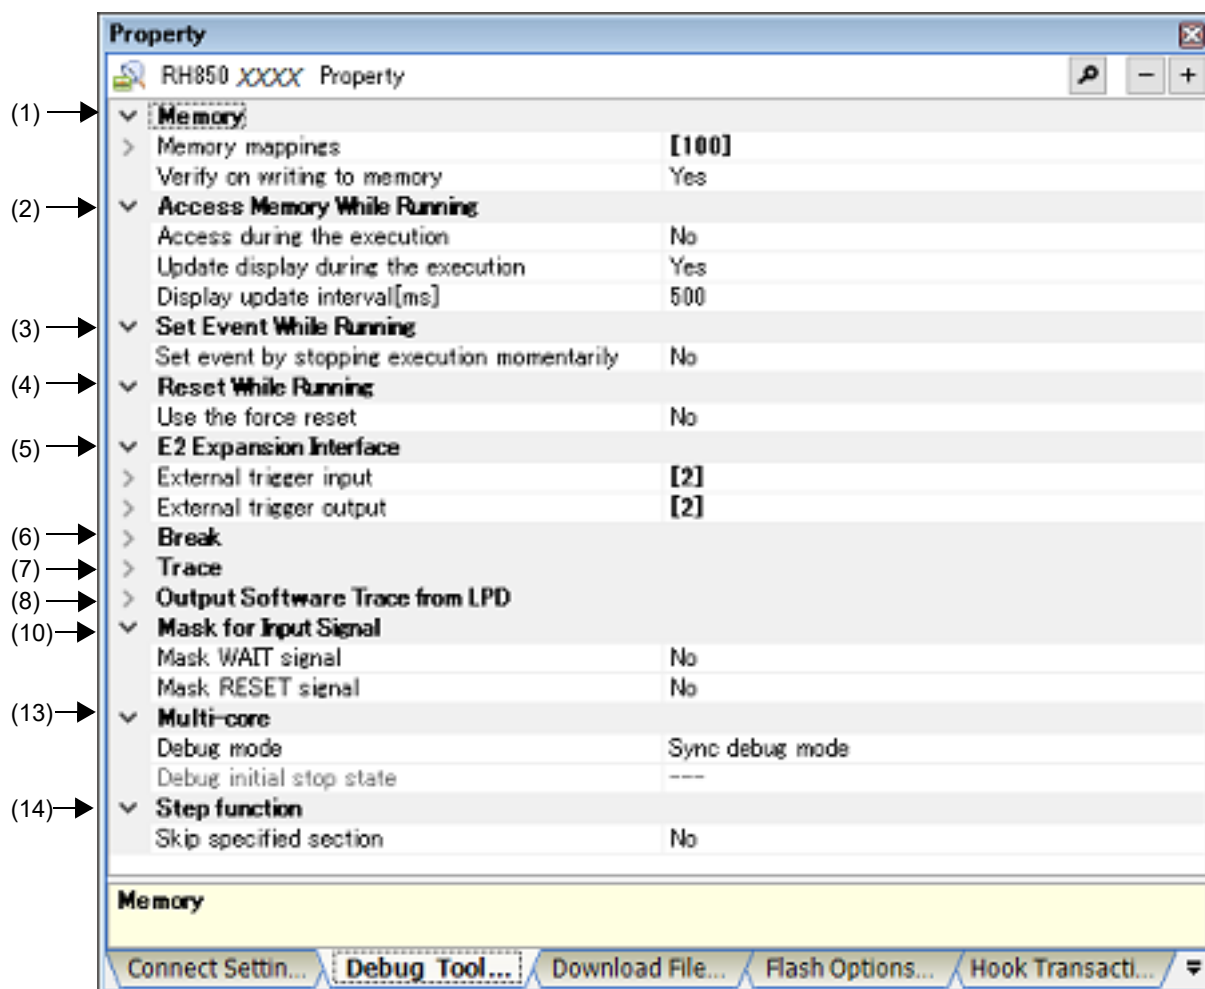 Property
RH850 XXXX Property
(1) Memory
Memory mappings [100]
Verify on writing to memory Yes
(2) Access Memory While Running
Access during the execution No
Update display during the execution Yes
Display update interval[ms] 500
(3) Set Event While Running
Set event by stopping execution momentarily No
(4) Reset While Running
Use the force reset No
(5) E2 Expansion Interface
External trigger input [2]
External trigger output [2]
(6) Break
(7) Trace
(8) Output Software Trace from LPD
(10) Mask for Input Signal
Mask WAIT signal No
Mask RESET signal No
(13) Multi-core
Debug mode Sync debug mode
Debug initial stop state ---
(14) Step function
Skip specified section No
Memory
Connect Settin... Debug Tool... Download File... Flash Options... Hook Transacti...